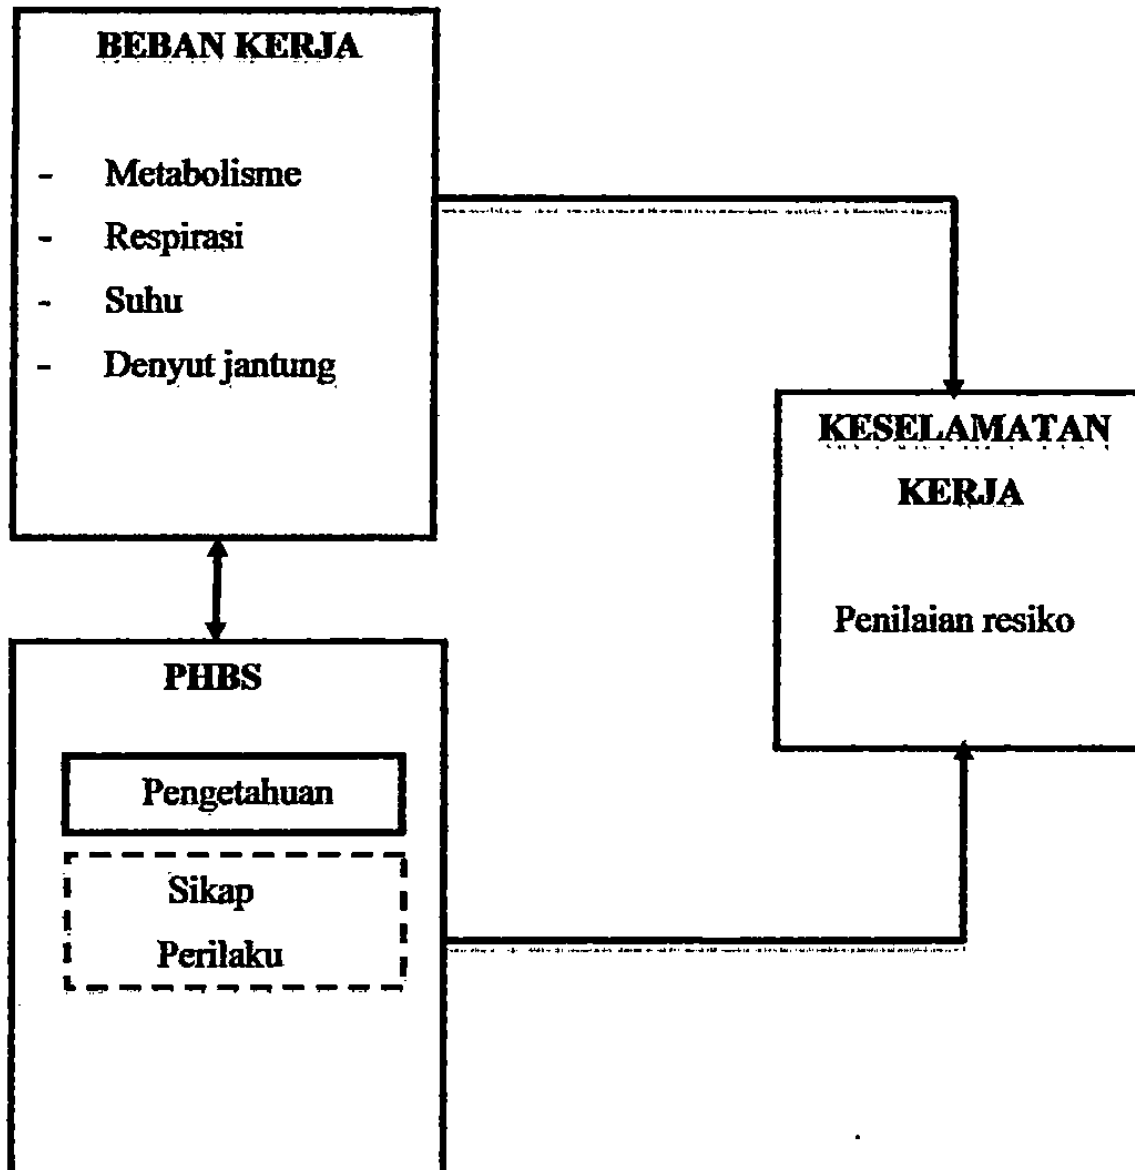 BEBAN KERJA
- Metabolisme
- Respirasi
- Suhu
- Denyut jantung
KESELAMATAN
KERJA
Penilaian resiko
PHBS
Pengetahuan
Sikap
Perilaku